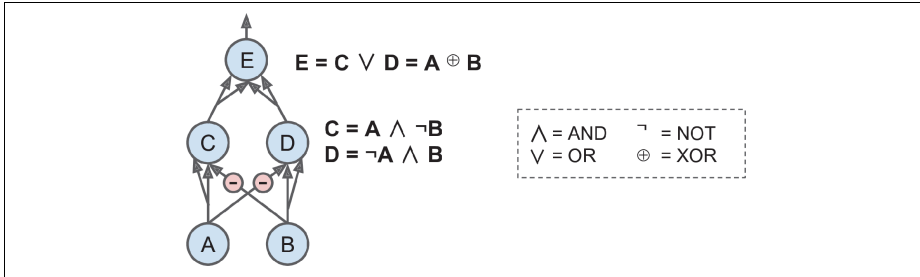 E
E = C ∨ D = A ⊕ B
C
D
C = A ∧ ¬B
D = ¬A ∧ B
∧ = AND ¬ = NOT
∨ = OR ⊕ = XOR
− −
A
B